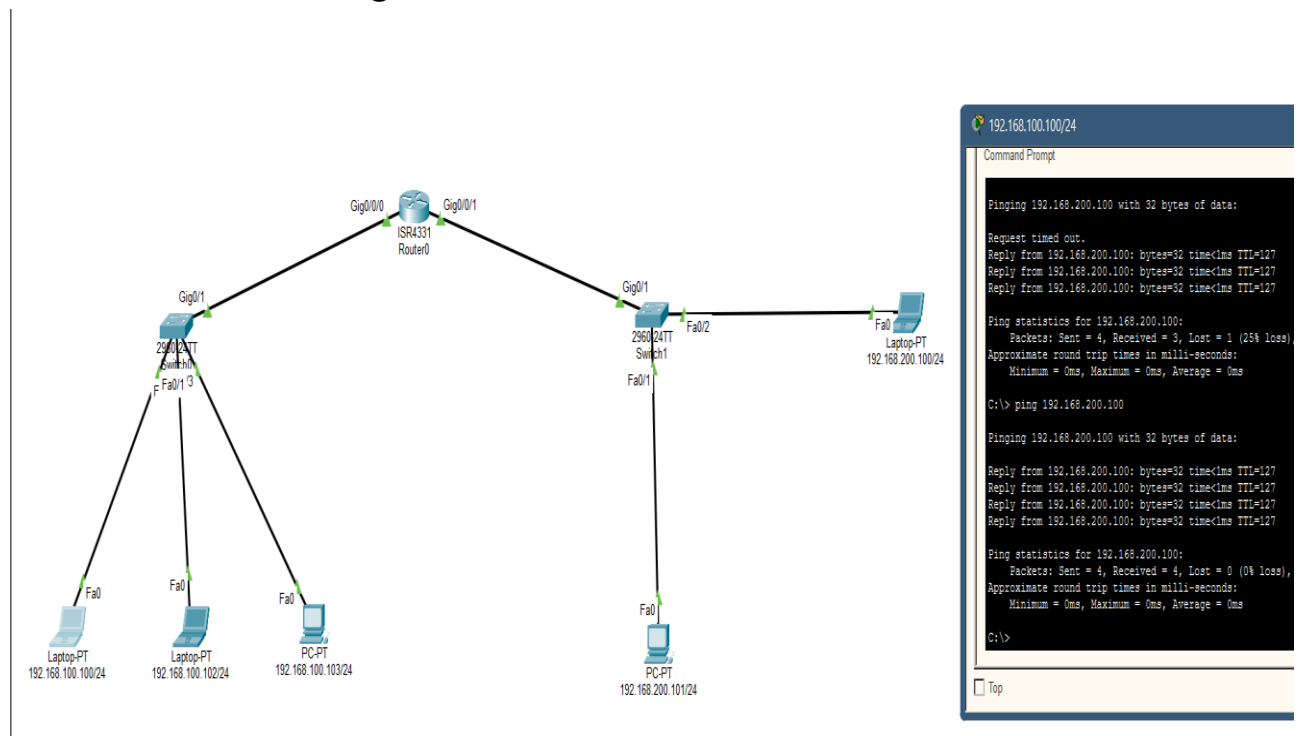 Gig0/0/0
Gig0/0/1
ISR4331
Router0
Gig0/1
2960-24TT
Switch0
F
Fa0/1
/3
Gig0/1
2960-24TT
Switch1
Fa0/2
Fa0/1
Fa0
Laptop-PT
192.168.200.100/24
Fa0
Laptop-PT
192.168.100.100/24
Fa0
Laptop-PT
192.168.100.102/24
Fa0
PC-PT
192.168.100.103/24
Fa0
PC-PT
192.168.200.101/24
192.168.100.100/24
Command Prompt
Pinging 192.168.200.100 with 32 bytes of data:
Request timed out.
Reply from 192.168.200.100: bytes=32 time<1ms TTL=127
Reply from 192.168.200.100: bytes=32 time<1ms TTL=127
Reply from 192.168.200.100: bytes=32 time<1ms TTL=127
Ping statistics for 192.168.200.100:
Packets: Sent = 4, Received = 3, Lost = 1 (25% loss),
Approximate round trip times in milli-seconds:
Minimum = 0ms, Maximum = 0ms, Average = 0ms
C:\> ping 192.168.200.100
Pinging 192.168.200.100 with 32 bytes of data:
Reply from 192.168.200.100: bytes=32 time<1ms TTL=127
Reply from 192.168.200.100: bytes=32 time<1ms TTL=127
Reply from 192.168.200.100: bytes=32 time<1ms TTL=127
Reply from 192.168.200.100: bytes=32 time<1ms TTL=127
Ping statistics for 192.168.200.100:
Packets: Sent = 4, Received = 4, Lost = 0 (0% loss),
Approximate round trip times in milli-seconds:
Minimum = 0ms, Maximum = 0ms, Average = 0ms
C:\>
Top